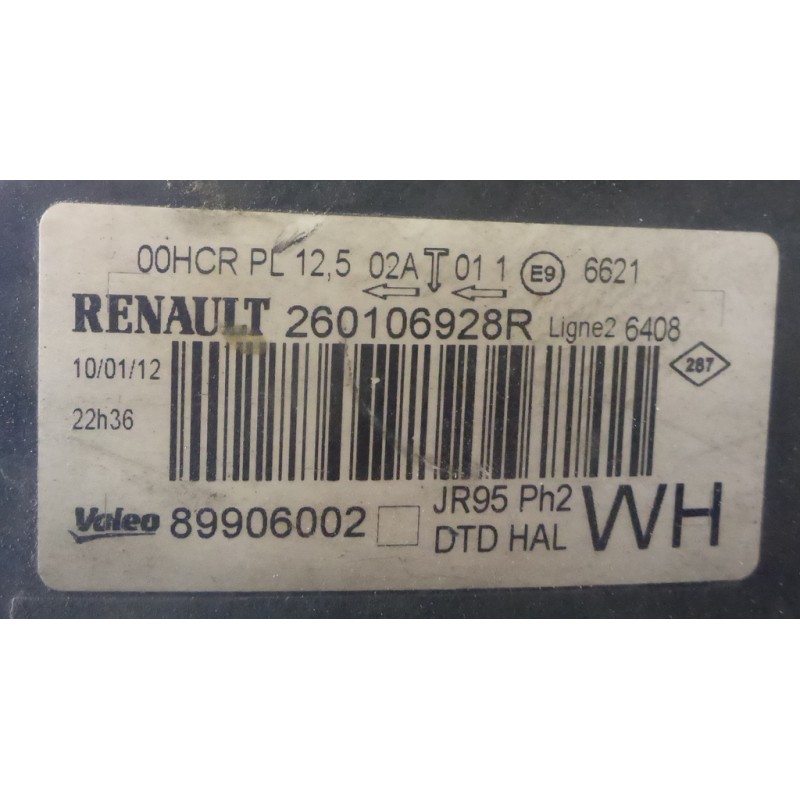 00HCR PL 12,5 02A 01 1 E9 6621
RENAULT 260106928R Ligne2 6408
10/01/12
287
22h36
Valeo 89906002
JR95 Ph2
DTD HAL
WH